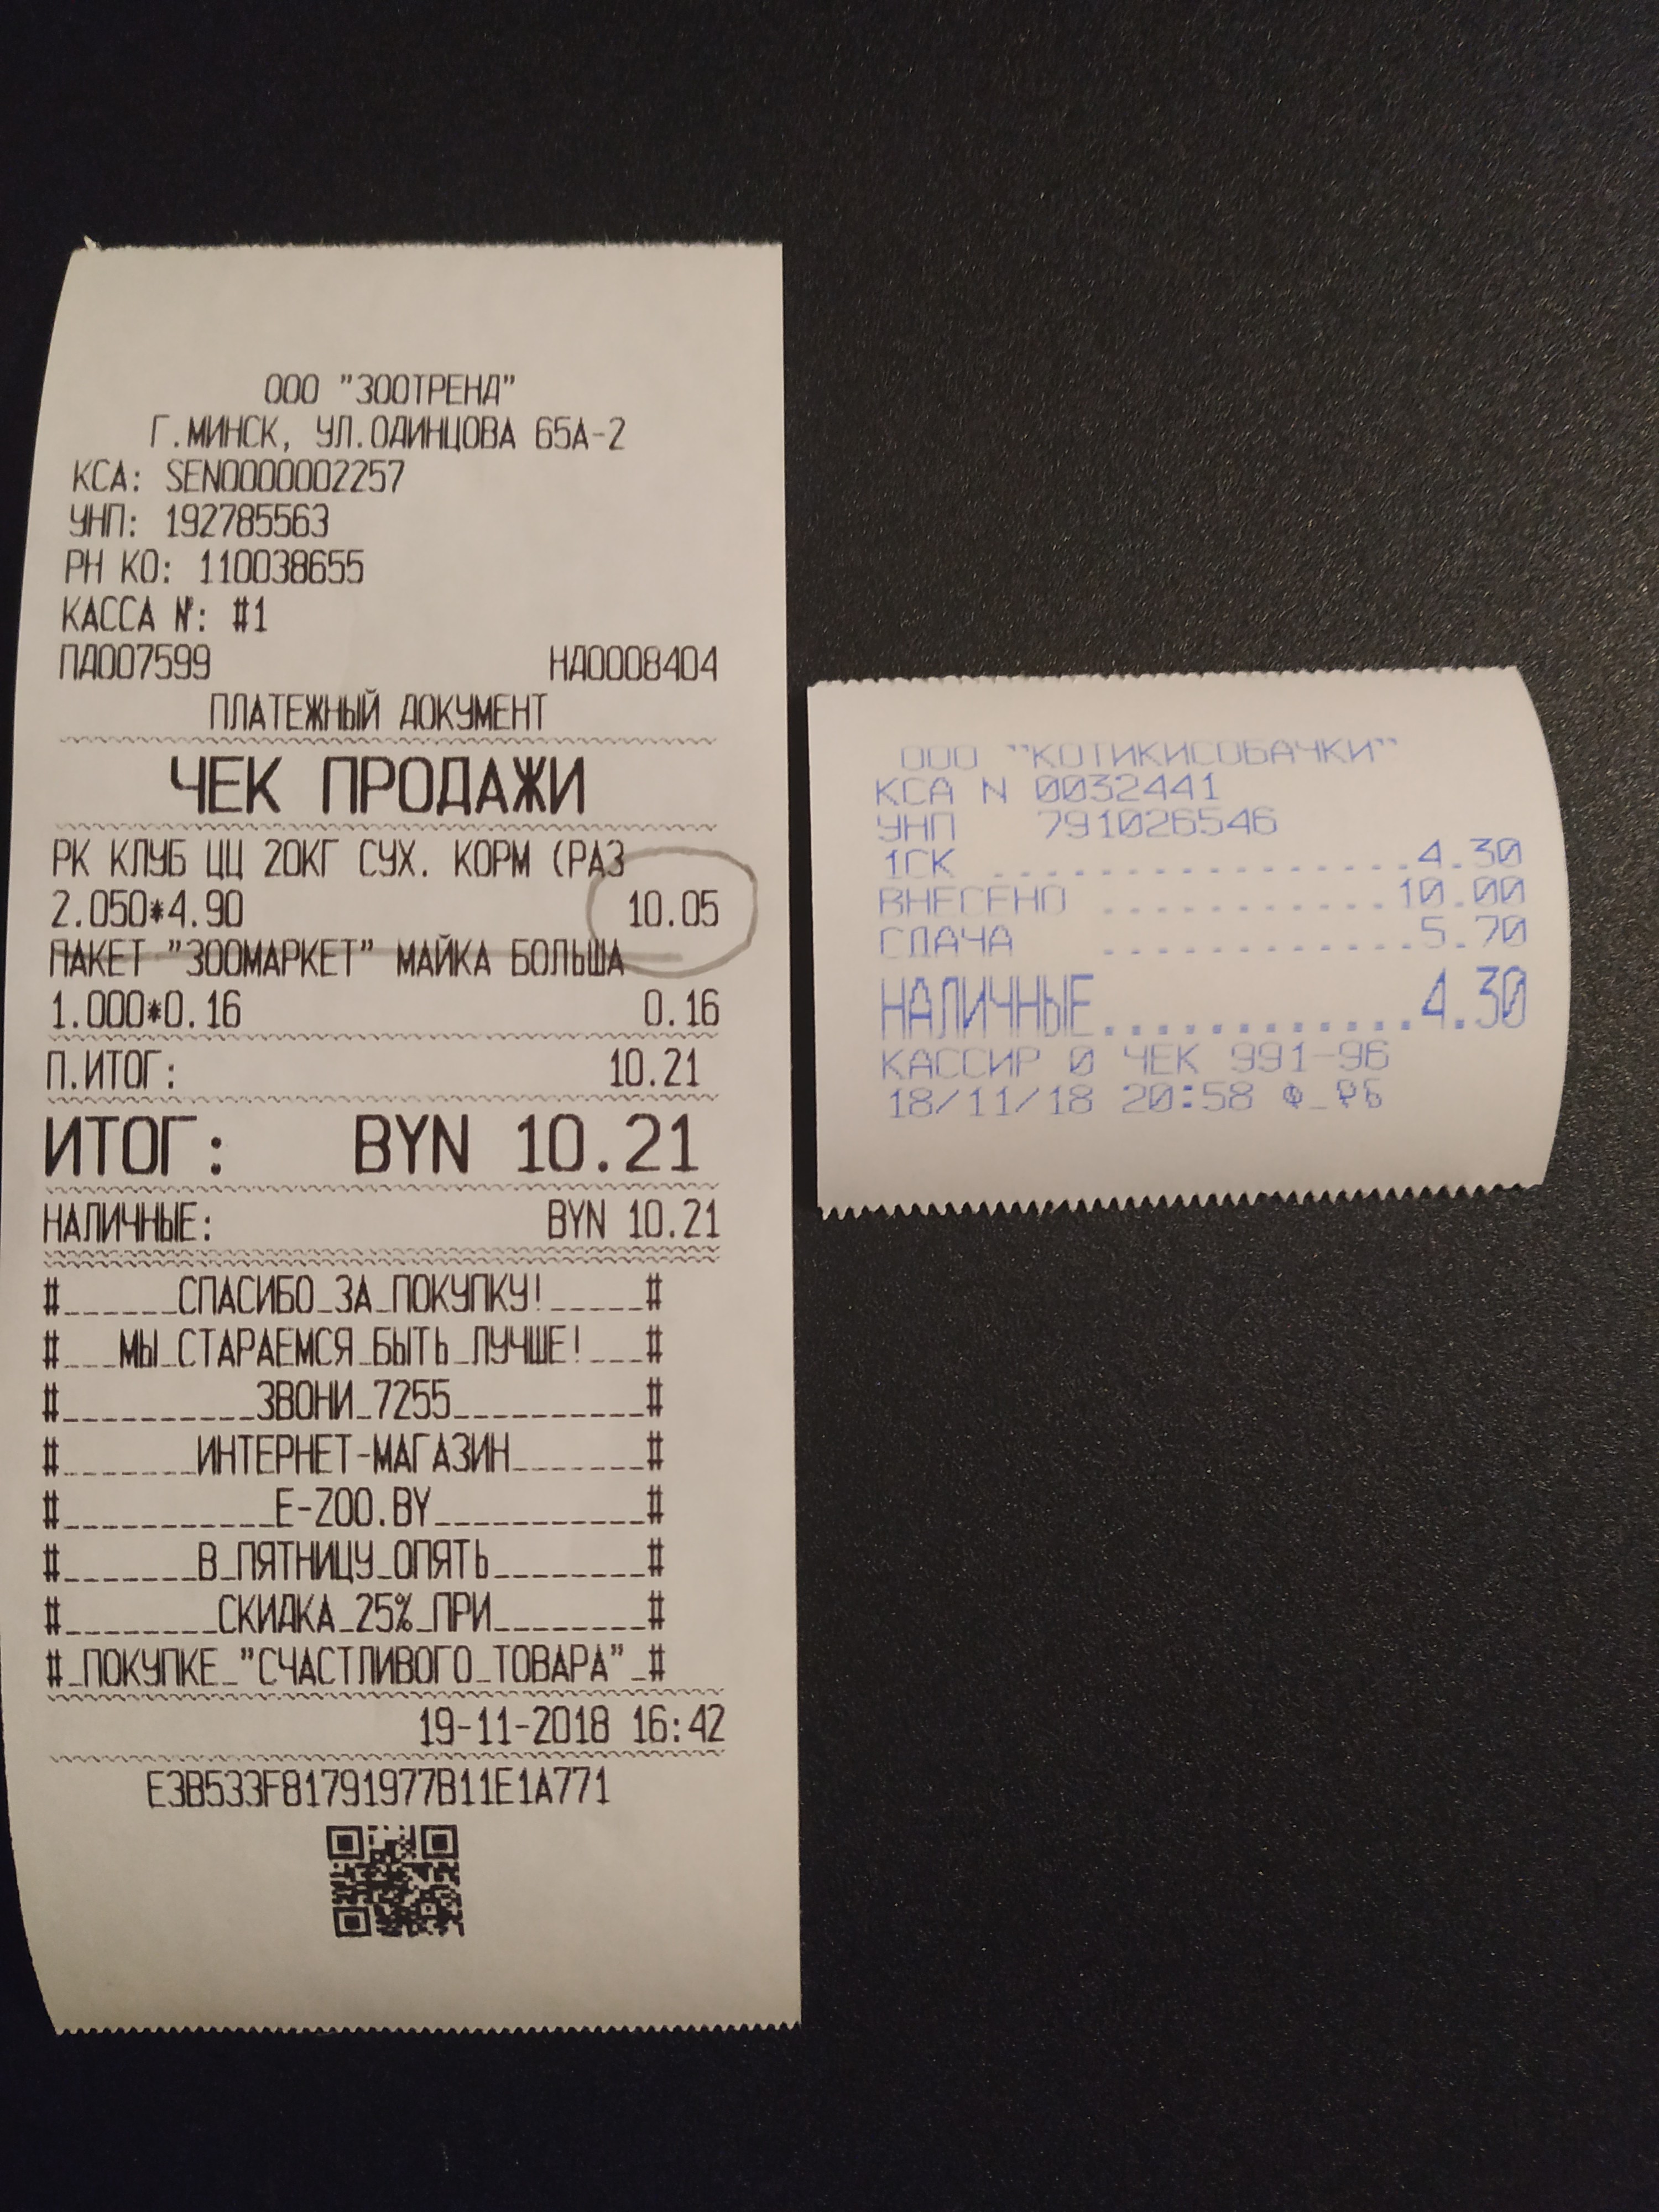 ООО "ЗООТРЕНД"
Г.МИНСК, УЛ.ОДИНЦОВА 65А-2
КСА: SEN0000002257
УНП: 192785563
РН КО: 110038655
КАССА №: #1
ПД007599 НД0008404
ПЛАТЕЖНЫЙ ДОКУМЕНТ
ЧЕК ПРОДАЖИ
РК КЛУБ ЦЦ 20КГ СУХ. КОРМ (РАЗ
2.050*4.90 10.05
ПАКЕТ "ЗООМАРКЕТ" МАЙКА БОЛЬША
1.000*0.16 0.16
П.ИТОГ: 10.21
ИТОГ: BYN 10.21
НАЛИЧНЫЕ: BYN 10.21
#______СПАСИБО_ЗА_ПОКУПКУ!_____#
#___МЫ_СТАРАЕМСЯ_БЫТЬ_ЛУЧШЕ!___#
#__________ЗВОНИ_7255__________#
#_______ИНТЕРНЕТ-МАГАЗИН_______#
#___________E-ZOO.BY___________#
#_______В_ПЯТНИЦУ_ОПЯТЬ________#
#________СКИДКА_25%_ПРИ________#
#_ПОКУПКЕ_"СЧАСТЛИВОГО_ТОВАРА"_#
19-11-2018 16:42
E3B533F81791977B11E1A771
ООО "КОТИКИСОБАЧКИ"
КСА N 0032441
УНП 791026546
1СК ..................4.30
ВНЕСЕНО ............10.00
СДАЧА .............5.70
НАЛИЧНЫЕ............4.30
КАССИР 0 ЧЕК 991-96
18/11/18 20:58